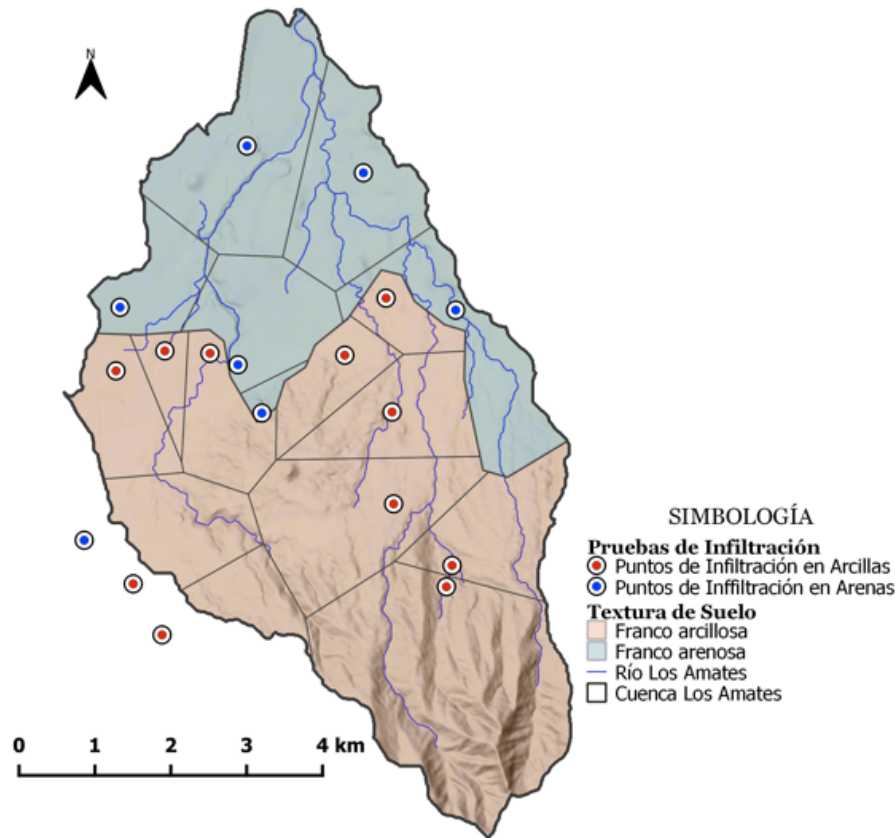 N
SIMBOLOGÍA
Pruebas de Infiltración
Puntos de Infiltración en Arcillas
Puntos de Inffiltración en Arenas
Textura de Suelo
Franco arcillosa
Franco arenosa
Río Los Amates
Cuenca Los Amates
0 1 2 3 4 km